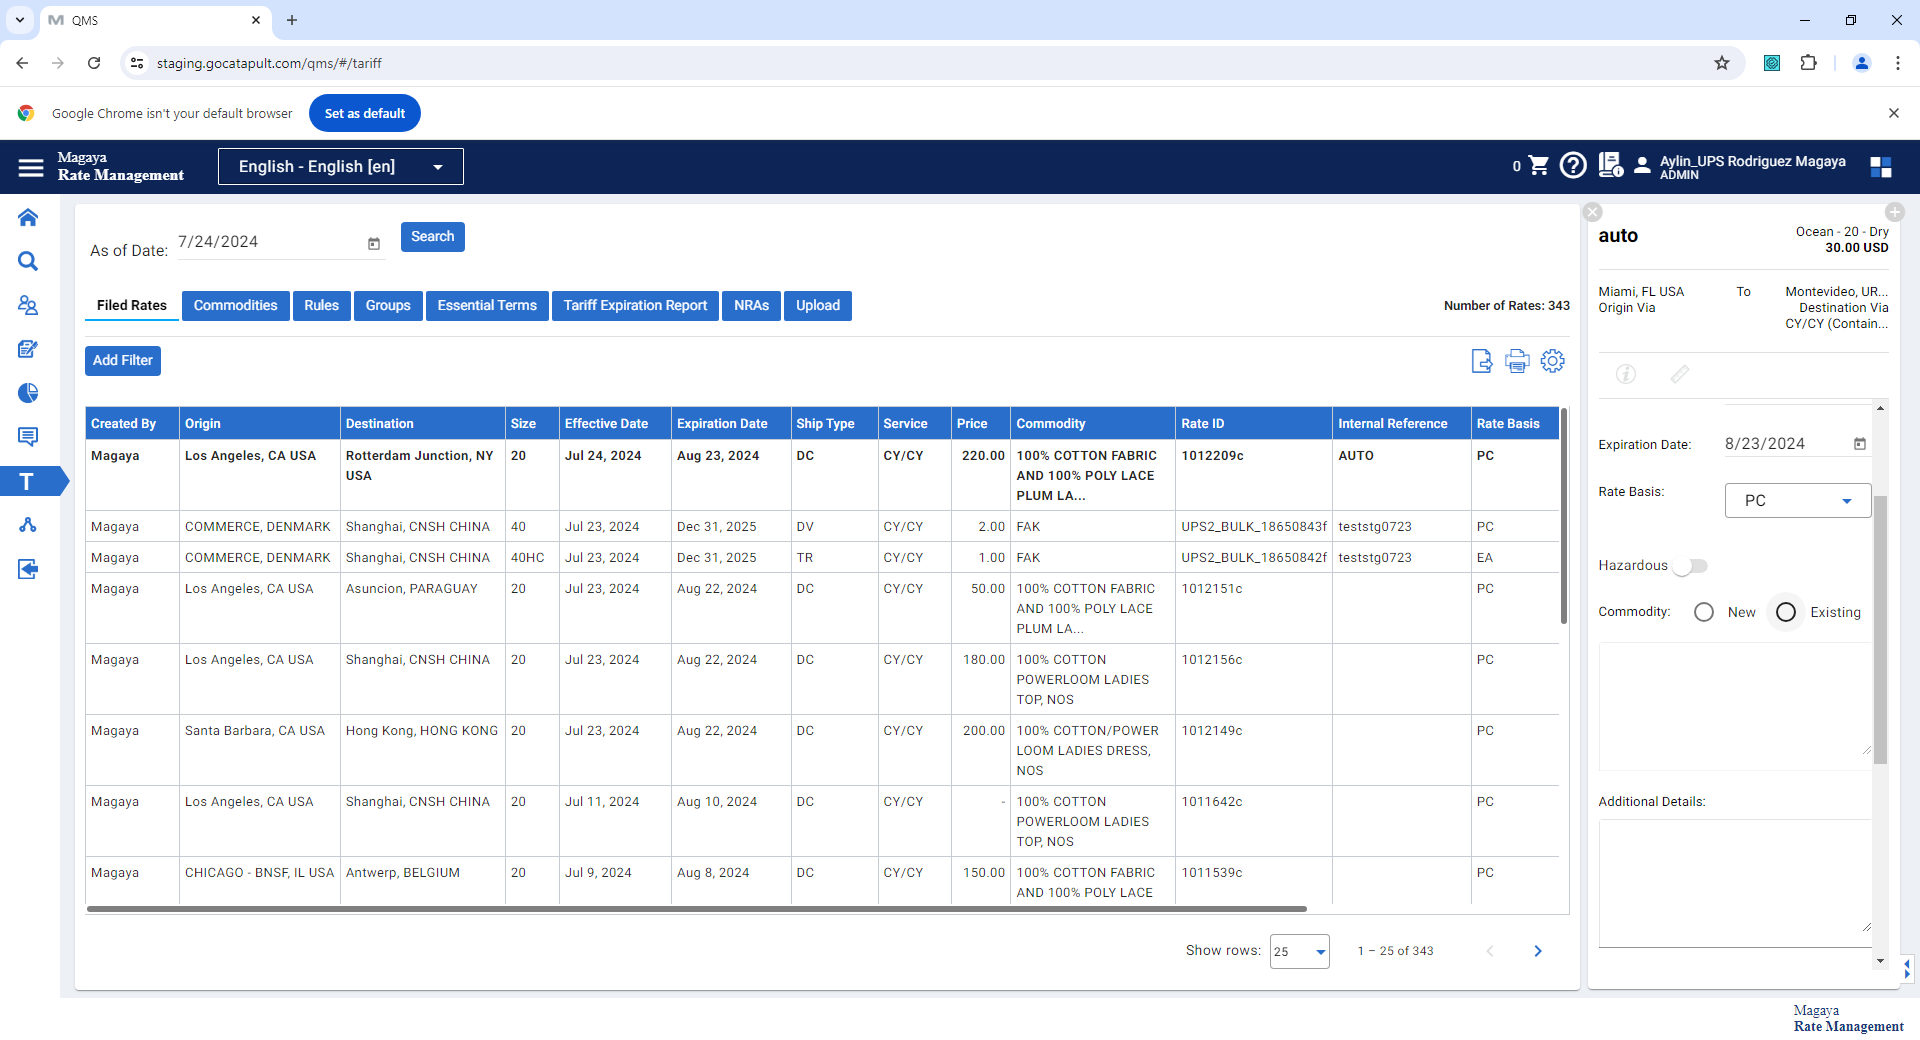 QMS
staging.gocatapult.com/qms/#/tariff
Google Chrome isn't your default browser
Set as default
Magaya
Rate Management
English - English [en]
0
Aylin_UPS Rodriguez Magaya
ADMIN
As of Date:
7/24/2024
Search
Filed Rates
Commodities
Rules
Groups
Essential Terms
Tariff Expiration Report
NRAs
Upload
Number of Rates: 343
Add Filter
Created By Origin Destination Size Effective Date Expiration Date Ship Type Service Price Commodity Rate ID Internal Reference Rate Basis
Magaya Los Angeles, CA USA Rotterdam Junction, NY 20 Jul 24, 2024 Aug 23, 2024 DC CY/CY 220.00 100% COTTON FABRIC 1012209c AUTO PC
USA AND 100% POLY LACE
PLUM LA...
Magaya COMMERCE, DENMARK Shanghai, CNSH CHINA 40 Jul 23, 2024 Dec 31, 2025 DV CY/CY 2.00 FAK UPS2_BULK_18650843f teststg0723 PC
Magaya COMMERCE, DENMARK Shanghai, CNSH CHINA 40HC Jul 23, 2024 Dec 31, 2025 TR CY/CY 1.00 FAK UPS2_BULK_18650842f teststg0723 EA
Magaya Los Angeles, CA USA Asuncion, PARAGUAY 20 Jul 23, 2024 Aug 22, 2024 DC CY/CY 50.00 100% COTTON FABRIC 1012151c PC
AND 100% POLY LACE
PLUM LA...
Magaya Los Angeles, CA USA Shanghai, CNSH CHINA 20 Jul 23, 2024 Aug 22, 2024 DC CY/CY 180.00 100% COTTON 1012156c PC
POWERLOOM LADIES
TOP, NOS
Magaya Santa Barbara, CA USA Hong Kong, HONG KONG 20 Jul 23, 2024 Aug 22, 2024 DC CY/CY 200.00 100% COTTON/POWER 1012149c PC
LOOM LADIES DRESS,
NOS
Magaya Los Angeles, CA USA Shanghai, CNSH CHINA 20 Jul 11, 2024 Aug 10, 2024 DC CY/CY - 100% COTTON 1011642c PC
POWERLOOM LADIES
TOP, NOS
Magaya CHICAGO - BNSF, IL USA Antwerp, BELGIUM 20 Jul 9, 2024 Aug 8, 2024 DC CY/CY 150.00 100% COTTON FABRIC 1011539c PC
AND 100% POLY LACE
Show rows: 25 1 – 25 of 343
T
auto
Ocean - 20 - Dry
30.00 USD
Miami, FL USA To Montevideo, UR...
Origin Via Destination Via
CY/CY (Contain...
Expiration Date: 8/23/2024
Rate Basis: PC
Hazardous
Commodity: New Existing
Additional Details:
Magaya
Rate Management